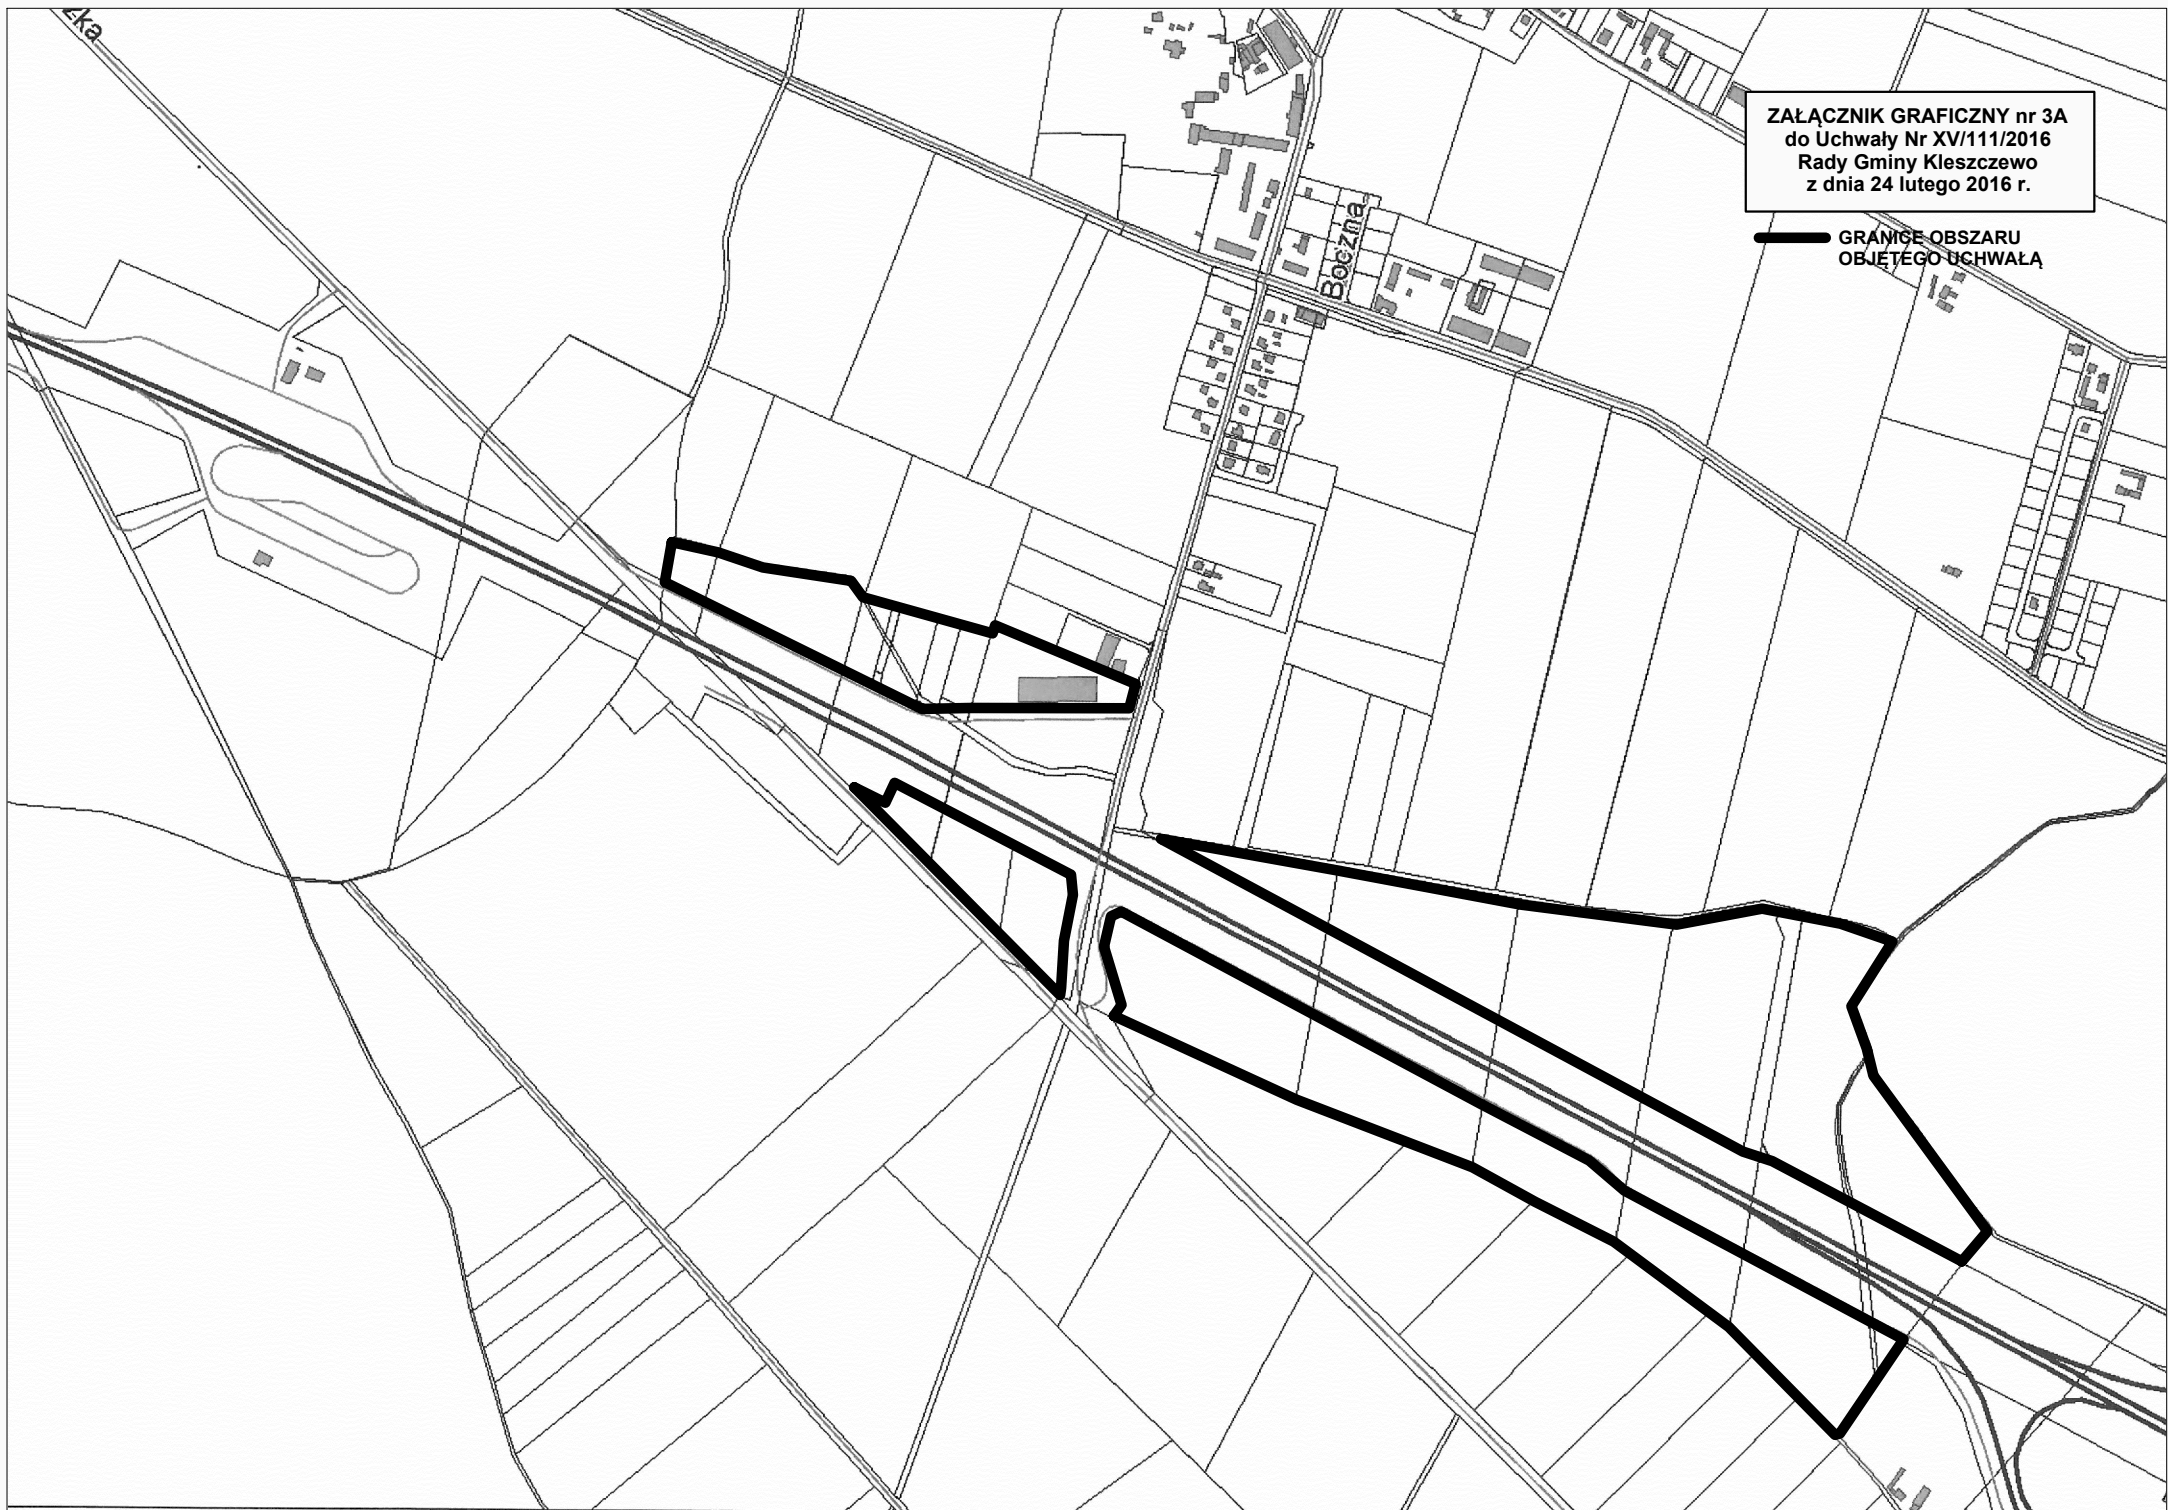 żka
ZAŁĄCZNIK GRAFICZNY nr 3A
do Uchwały Nr XV/111/2016
Rady Gminy Kleszczewo
z dnia 24 lutego 2016 r.
GRANICE OBSZARU
OBJĘTEGO UCHWAŁĄ
Boczna